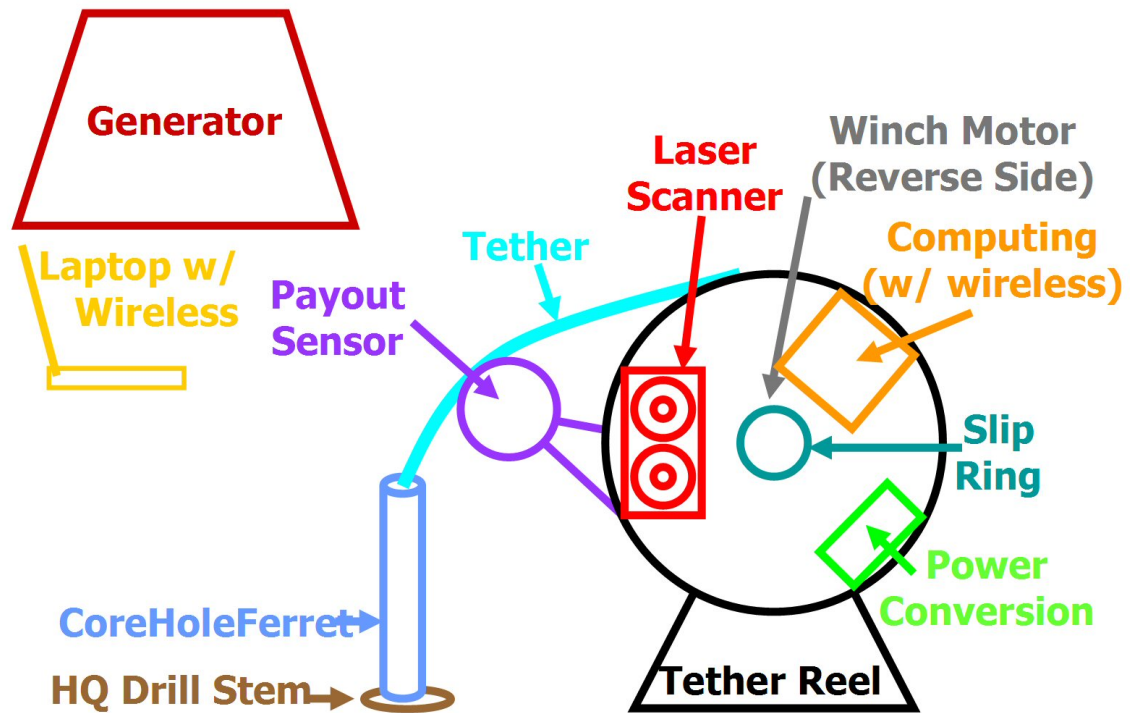 Generator
Laptop w/
Wireless
Payout
Sensor
Tether
Laser
Scanner
Winch Motor
(Reverse Side)
Computing
(w/ wireless)
Slip
Ring
Power
Conversion
CoreHoleFerret
HQ Drill Stem
Tether Reel